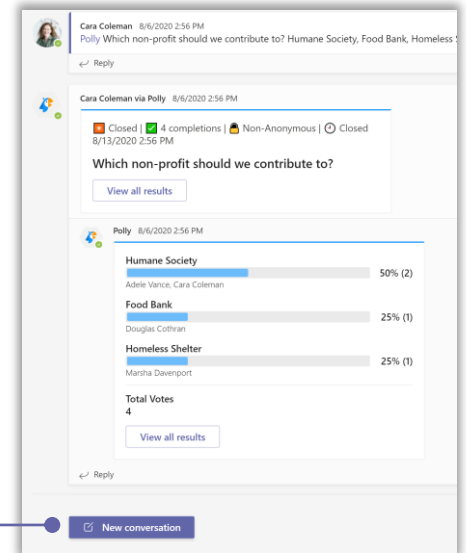 Cara Coleman 8/6/2020 2:56 PM
Polly Which non-profit should we contribute to? Humane Society, Food Bank, Homeless
Reply
Cara Coleman via Polly 8/6/2020 2:56 PM
Closed | 4 completions | Non-Anonymous | Closed
8/13/2020 2:56 PM
Which non-profit should we contribute to?
View all results
Polly 8/6/2020 2:56 PM
Humane Society
50% (2)
Adele Vance, Cara Coleman
Food Bank
25% (1)
Douglas Cothran
Homeless Shelter
25% (1)
Marsha Davenport
Total Votes
4
View all results
Reply
New conversation